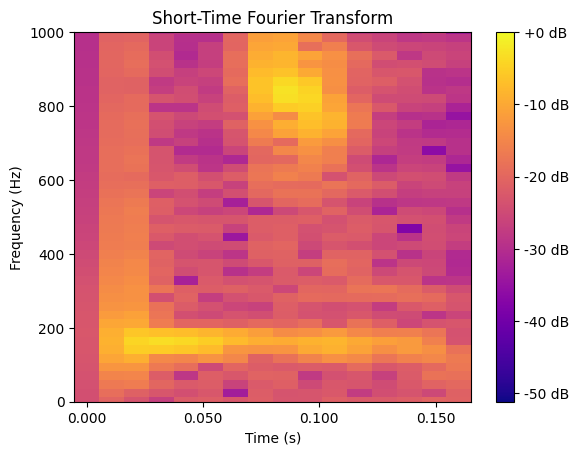 Short-Time Fourier Transform
Frequency (Hz)
1000
800
600
400
200
0
0.000
0.050
0.100
0.150
Time (s)
+0 dB
-10 dB
-20 dB
-30 dB
-40 dB
-50 dB